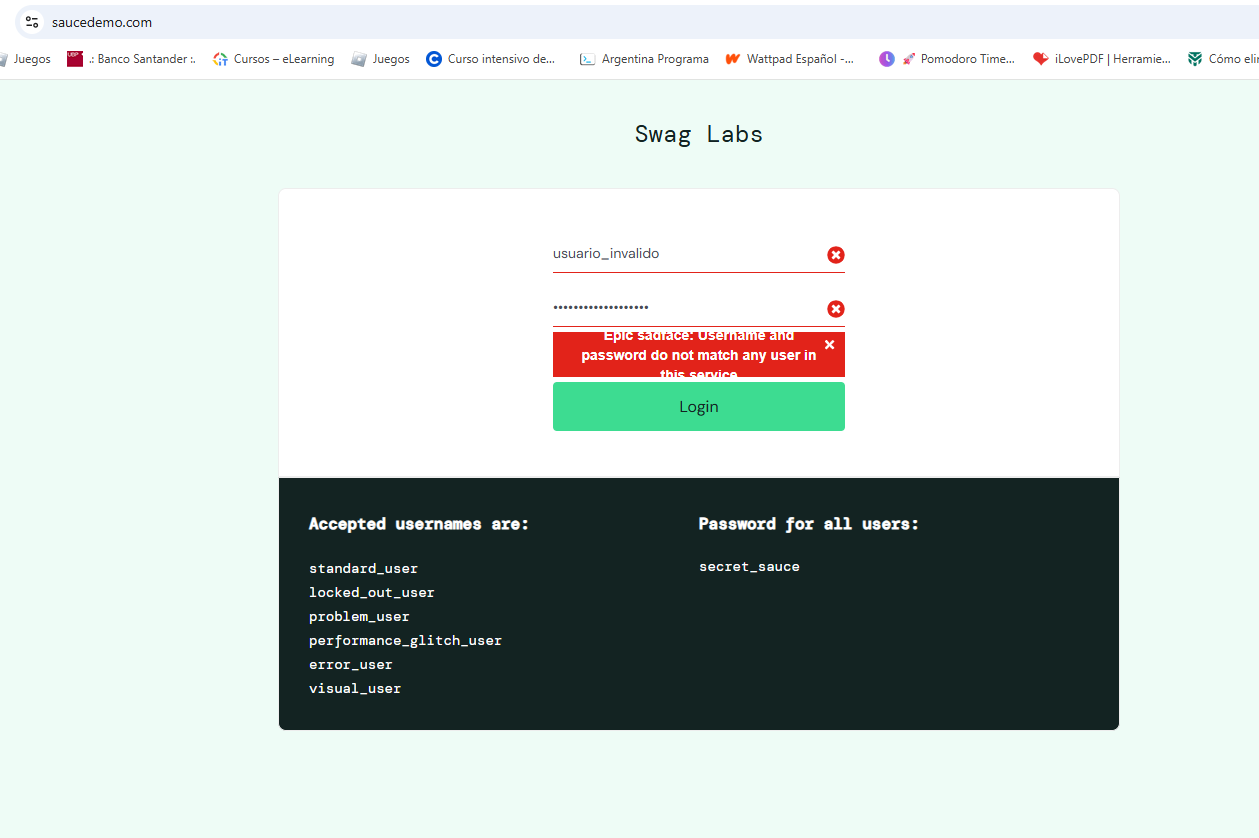 saucedemo.com
Juegos
.: Banco Santander :.
Cursos – eLearning
Juegos
Curso intensivo de...
Argentina Programa
Wattpad Español -...
Pomodoro Time...
iLovePDF | Herramie...
Cómo elin
Swag Labs
usuario_invalido
•••••••••••••••••••
Epic sadface: Username and
password do not match any user in
this service
Login
Accepted usernames are:
Password for all users:
standard_user
secret_sauce
locked_out_user
problem_user
performance_glitch_user
error_user
visual_user